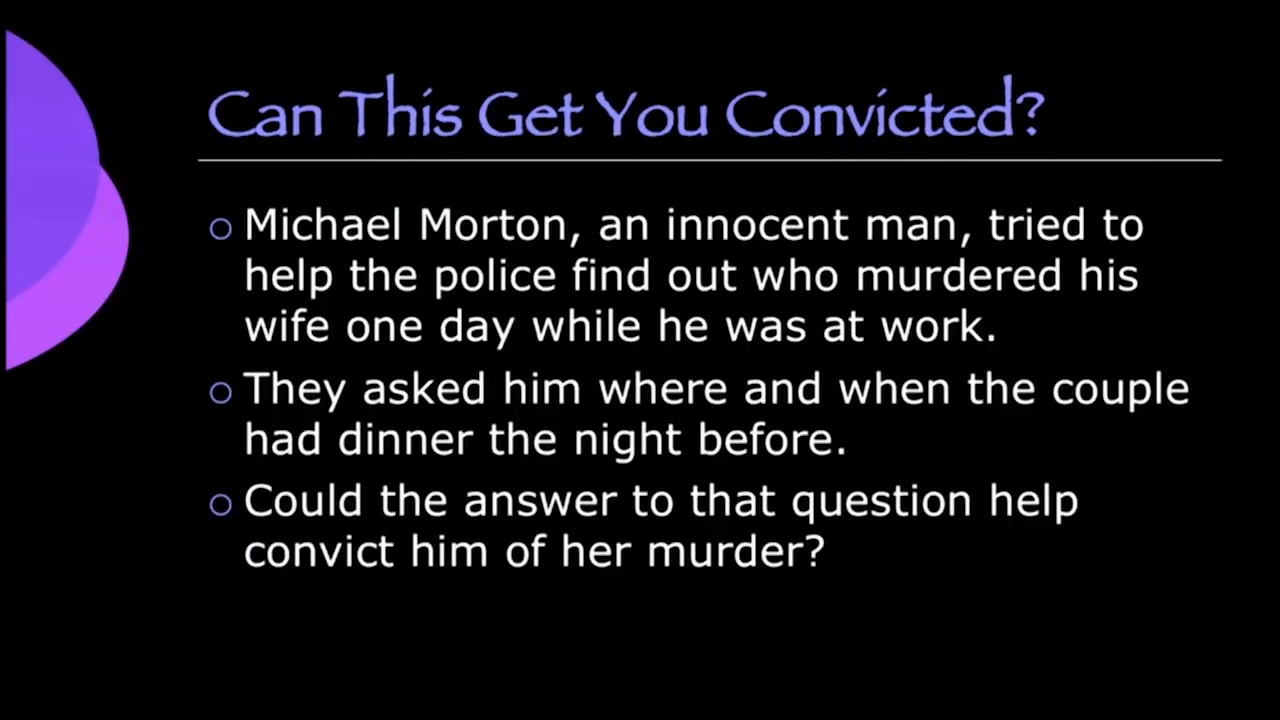 Can This Get You Convicted?
Michael Morton, an innocent man, tried to
help the police find out who murdered his
wife one day while he was at work.
They asked him where and when the couple
had dinner the night before.
Could the answer to that question help
convict him of her murder?